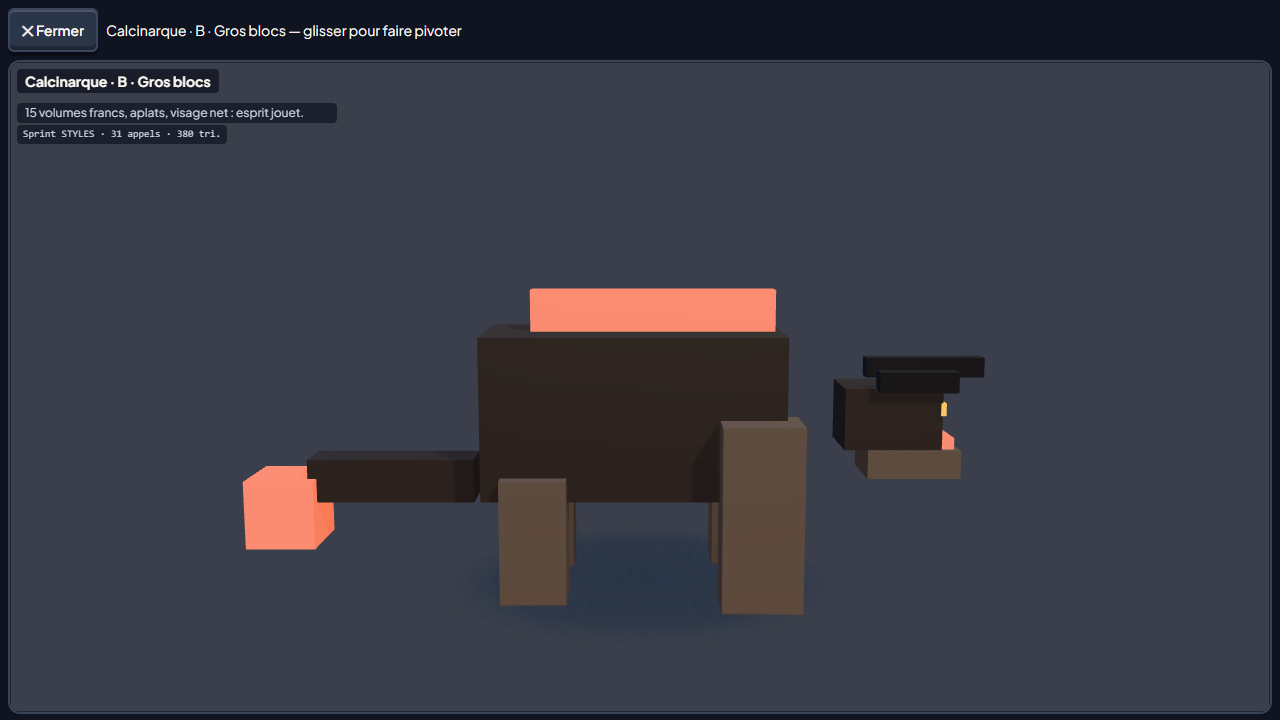 ✕ Fermer
Calcinarque · B · Gros blocs — glisser pour faire pivoter
Calcinarque · B · Gros blocs
15 volumes francs, aplats, visage net : esprit jouet.
Sprint STYLES · 31 appels · 380 tri.